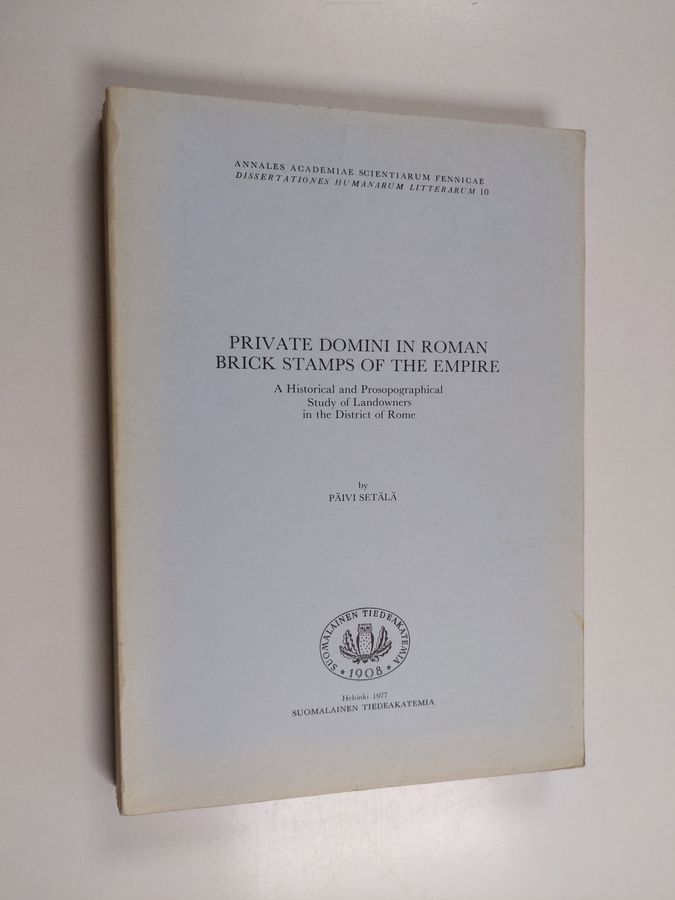 ANNALES ACADEMIAE SCIENTIARUM FENNICAE
DISSERTATIONES HUMANARUM LITTERARUM 10
PRIVATE DOMINI IN ROMAN
BRICK STAMPS OF THE EMPIRE
A Historical and Prosopographical
Study of Landowners
in the District of Rome
by
PÄIVI SETÄLÄ
SUOMALAINEN TIEDEAKATEMIA
1908
Helsinki 1977
SUOMALAINEN TIEDEAKATEMIA